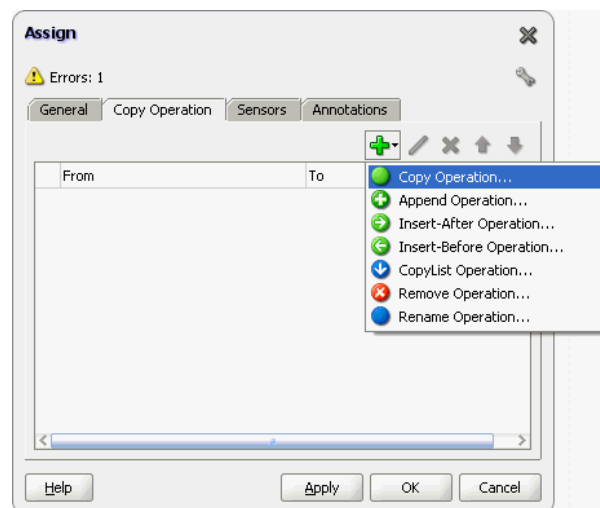 Assign
Errors: 1
General Copy Operation Sensors Annotations
From To
Copy Operation...
Append Operation...
Insert-After Operation...
Insert-Before Operation...
CopyList Operation...
Remove Operation...
Rename Operation...
Help Apply OK Cancel